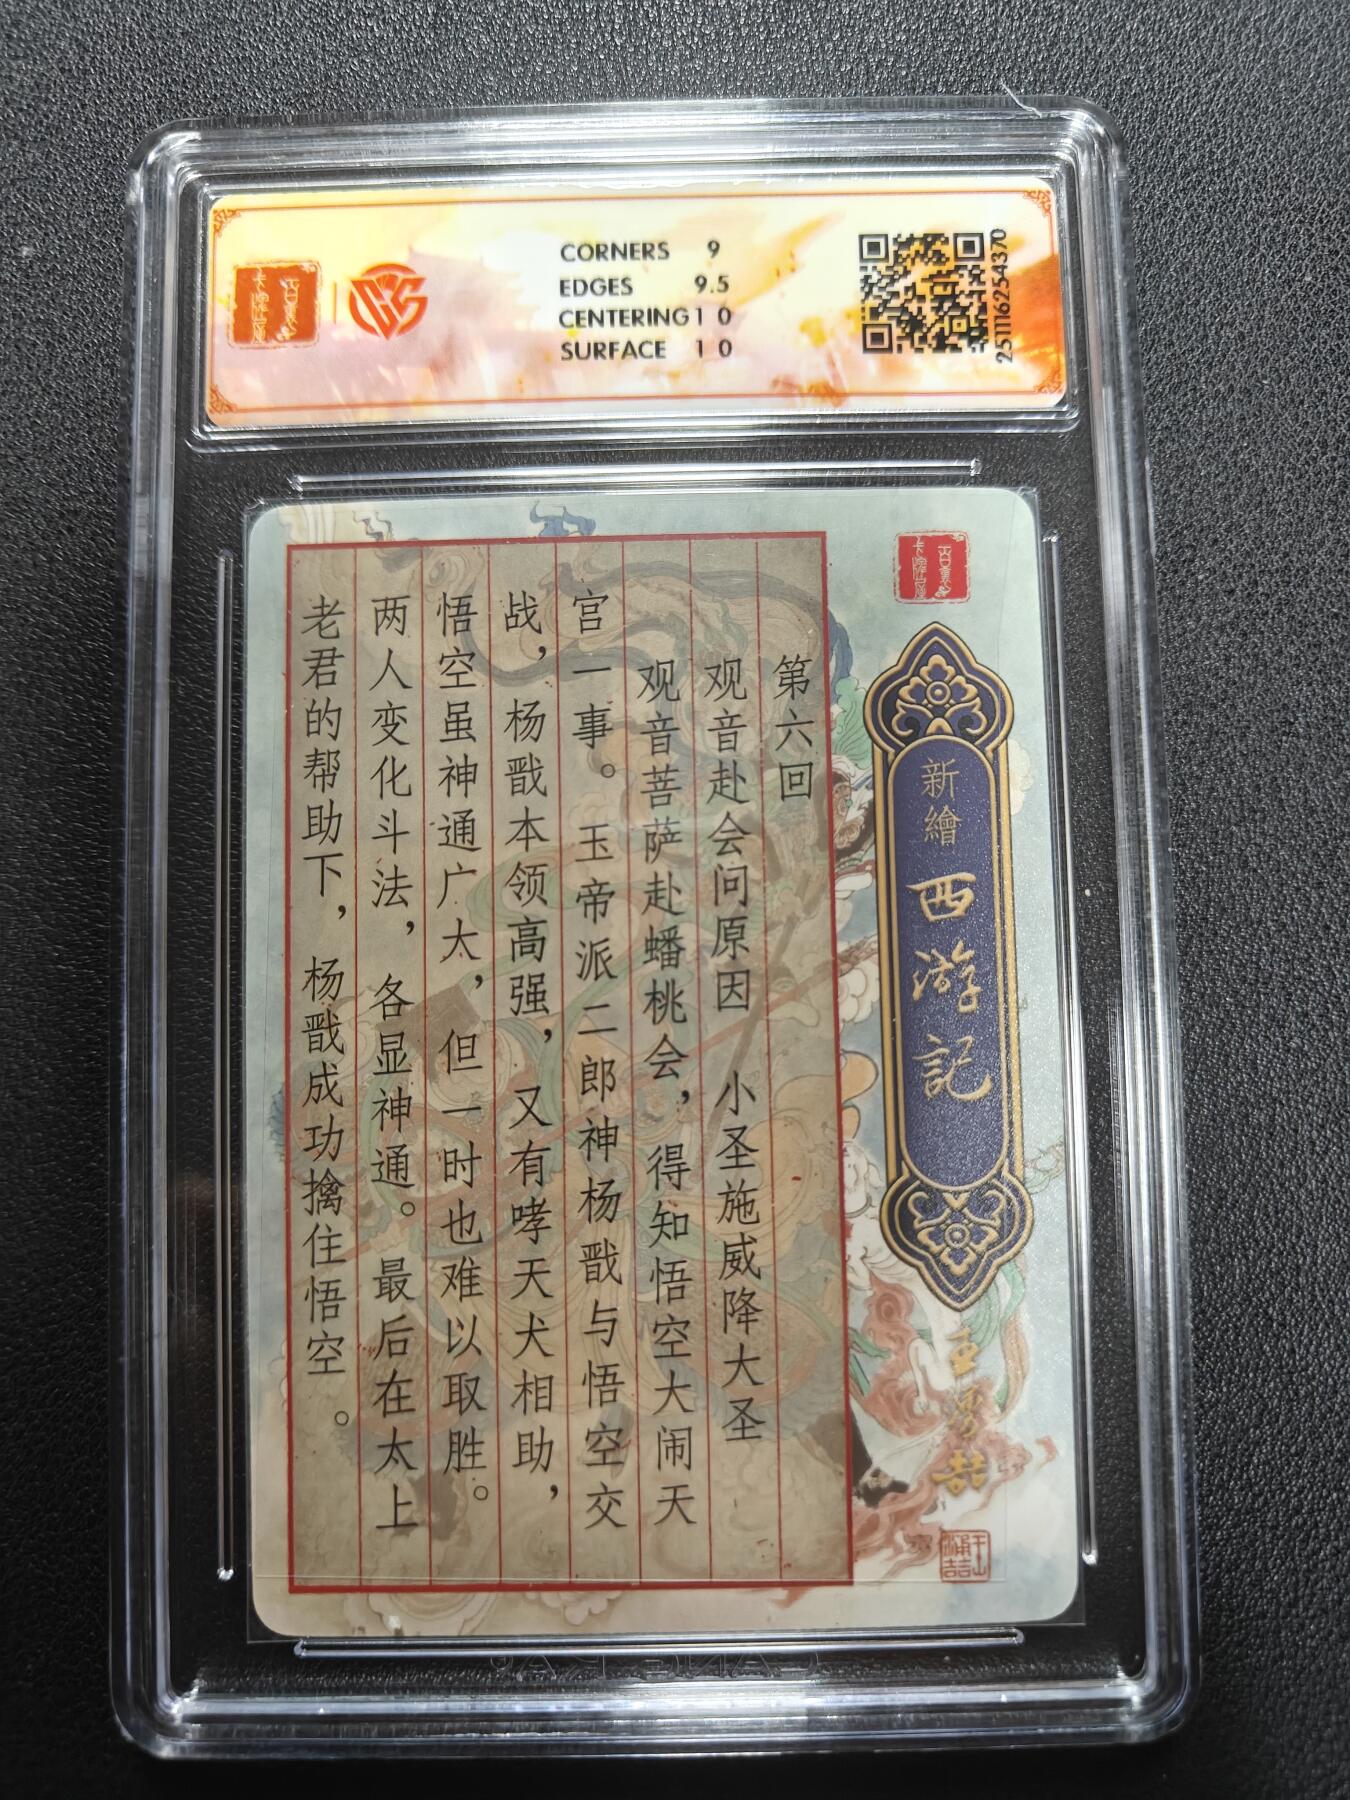 CORNERS 9
EDGES 9.5
CENTERING 10
SURFACE 10
251116254370
新繪
西游記
第六回
观音赴会问原因 小圣施威降大圣
观音菩萨赴蟠桃会，得知悟空大闹天
宫一事。玉帝派二郎神杨戬与悟空交
战，杨戬本领高强，又有哮天犬相助，
悟空虽神通广大，但一时也难以取胜。
两人变化斗法，各显神通。最后在太上
老君的帮助下，杨戬成功擒住悟空。